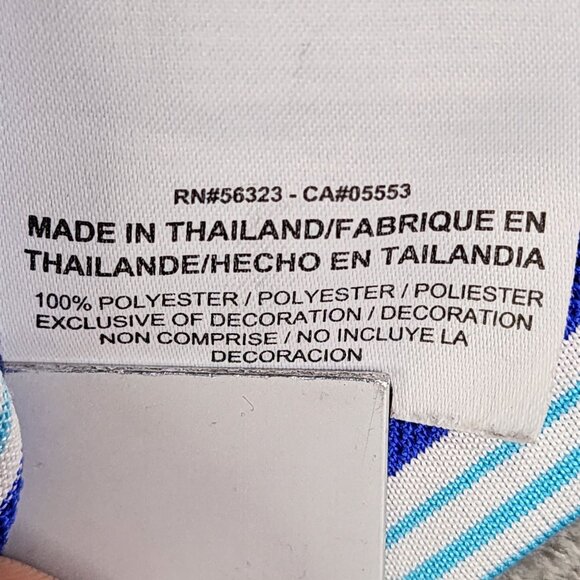 RN#56323 - CA#05553
MADE IN THAILAND/FABRIQUE EN
THAILANDE/HECHO EN TAILANDIA
100% POLYESTER / POLYESTER / POLIESTER
EXCLUSIVE OF DECORATION / DECORATION
NON COMPRISE / NO INCLUYE LA
DECORACION